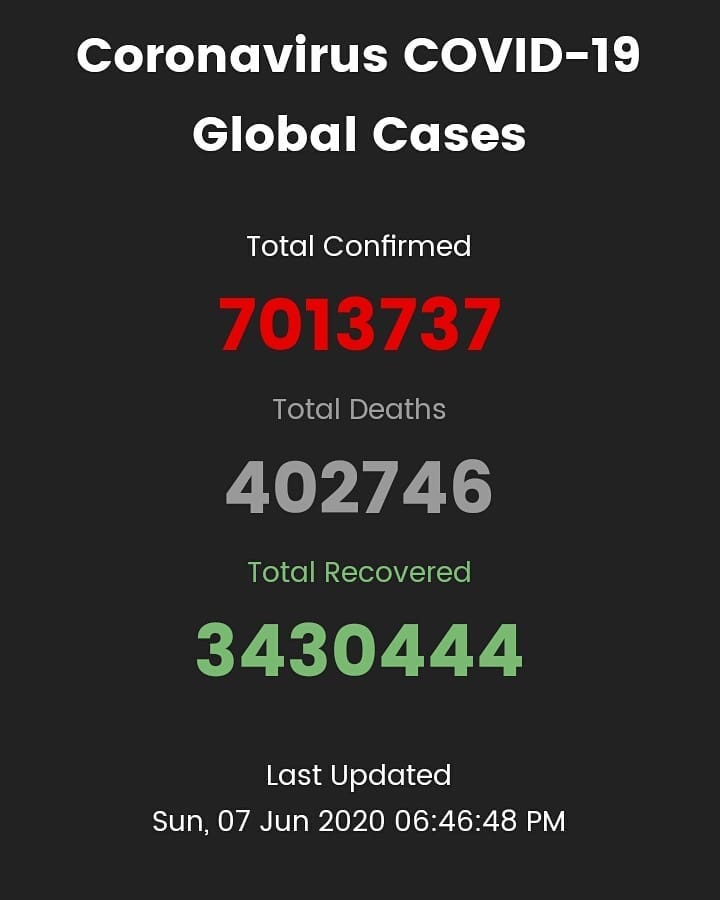 Coronavirus COVID-19
Global Cases
Total Confirmed
7013737
Total Deaths
402746
Total Recovered
3430444
Last Updated
Sun, 07 Jun 2020 06:46:48 PM